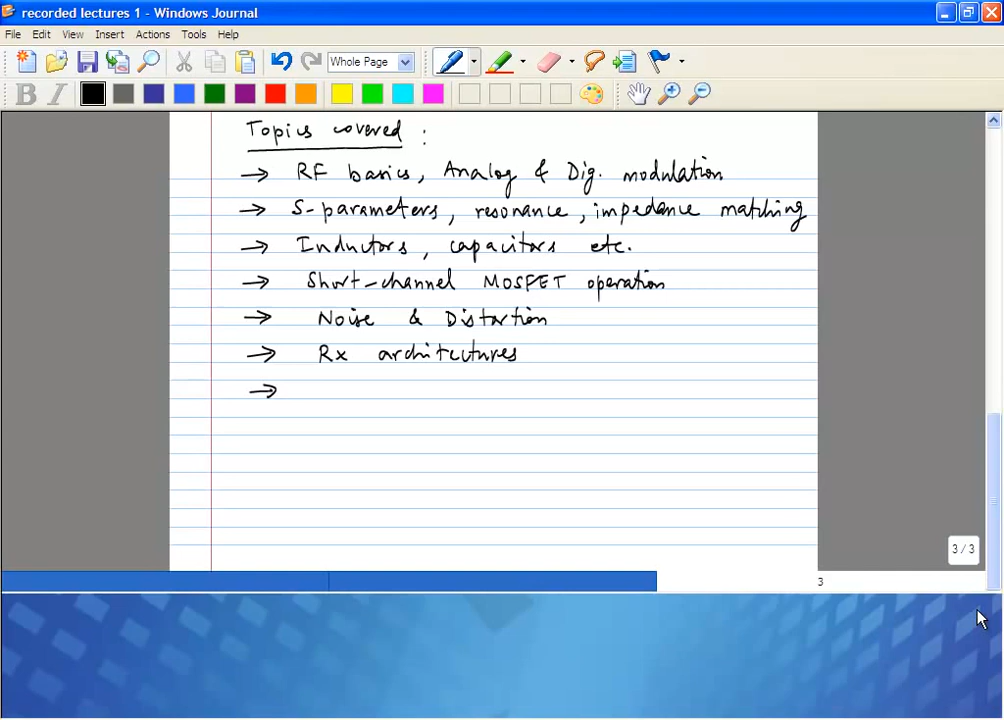 recorded lectures 1 - Windows Journal
File Edit View Insert Actions Tools Help
Whole Page
B I
Topics covered :
→ RF basics, Analog & Dig. modulation
→ S-parameters, resonance, impedance matching
→ Inductors, capacitors etc.
→ Short-channel MOSFET operation
→ Noise & Distortion
→ Rx architectures
→
3 / 3
3